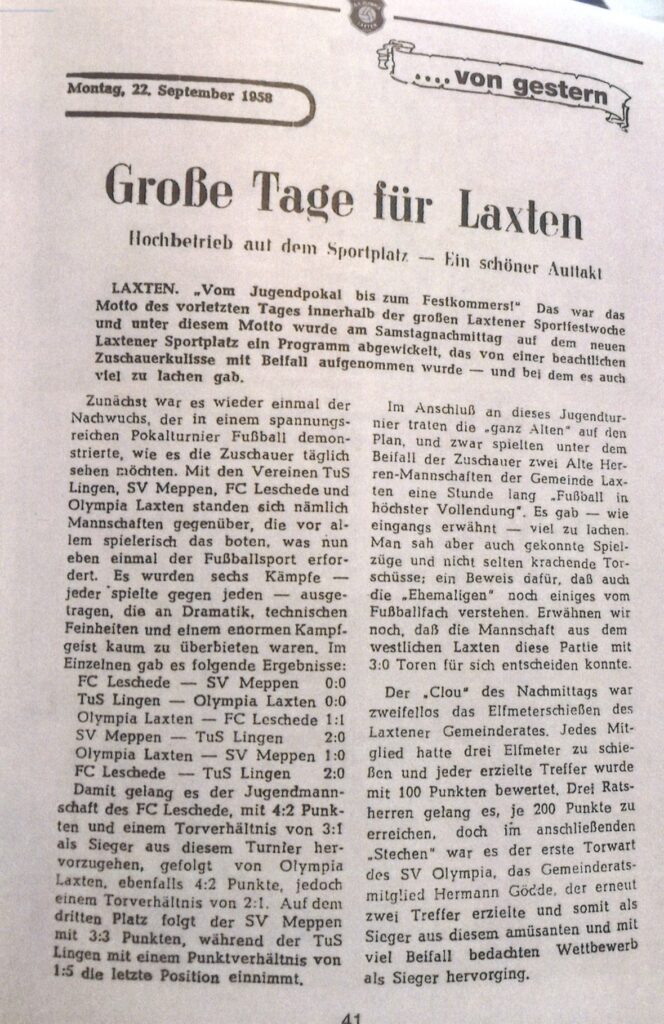 ....von gestern
Montag, 22. September 1958
Große Tage für Laxten
Hochbetrieb auf dem Sportplatz — Ein schöner Auftakt
LAXTEN. „Vom Jugendpokal bis zum Festkommers!" Das war das
Motto des vorletzten Tages innerhalb der großen Laxtener Sportfestwoche
und unter diesem Motto wurde am Samstagnachmittag auf dem neuen
Laxtener Sportplatz ein Programm abgewickelt, das von einer beachtlichen
Zuschauerkulisse mit Beifall aufgenommen wurde — und bei dem es auch
viel zu lachen gab.
Zunächst war es wieder einmal der
Nachwuchs, der in einem spannungs-
reichen Pokalturnier Fußball demon-
strierte, wie es die Zuschauer täglich
sehen möchten. Mit den Vereinen TuS
Lingen, SV Meppen, FC Leschede und
Olympia Laxten standen sich nämlich
Mannschaften gegenüber, die vor al-
lem spielerisch das boten, was nun
eben einmal der Fußballsport erfor-
dert. Es wurden sechs Kämpfe —
jeder spielte gegen jeden — ausge-
tragen, die an Dramatik, technischen
Feinheiten und einem enormen Kampf-
geist kaum zu überbieten waren. Im
Einzelnen gab es folgende Ergebnisse:
FC Leschede — SV Meppen 0:0
TuS Lingen — Olympia Laxten 0:0
Olympia Laxten — FC Leschede 1:1
SV Meppen — TuS Lingen 2:0
Olympia Laxten — SV Meppen 1:0
FC Leschede — TuS Lingen 2:0
Damit gelang es der Jugendmann-
schaft des FC Leschede, mit 4:2 Punk-
ten und einem Torverhältnis von 3:1
als Sieger aus diesem Turnier her-
vorzugehen, gefolgt von Olympia
Laxten, ebenfalls 4:2 Punkte, jedoch
einem Torverhältnis von 2:1. Auf dem
dritten Platz folgt der SV Meppen
mit 3:3 Punkten, während der TuS
Lingen mit einem Punktverhältnis von
1:5 die letzte Position einnimmt.
Im Anschluß an dieses Jugendtur-
nier traten die „ganz Alten" auf den
Plan, und zwar spielten unter dem
Beifall der Zuschauer zwei Alte Her-
ren-Mannschaften der Gemeinde Lax-
ten eine Stunde lang „Fußball in
höchster Vollendung". Es gab — wie
eingangs erwähnt — viel zu lachen.
Man sah aber auch gekonnte Spiel-
züge und nicht selten krachende Tor-
schüsse; ein Beweis dafür, daß auch
die „Ehemaligen" noch einiges vom
Fußballfach verstehen. Erwähnen wir
noch, daß die Mannschaft aus dem
westlichen Laxten diese Partie mit
3:0 Toren für sich entscheiden konnte.
Der „Clou" des Nachmittags war
zweifellos das Elfmeterschießen des
Laxtener Gemeinderates. Jedes Mit-
glied hatte drei Elfmeter zu schie-
ßen und jeder erzielte Treffer wurde
mit 100 Punkten bewertet. Drei Rats-
herren gelang es, je 200 Punkte zu
erreichen, doch im anschließenden
„Stechen" war es der erste Torwart
des SV Olympia, das Gemeinderats-
mitglied Hermann Gödde, der erneut
zwei Treffer erzielte und somit als
Sieger aus diesem amüsanten und mit
viel Beifall bedachten Wettbewerb
als Sieger hervorging.
41